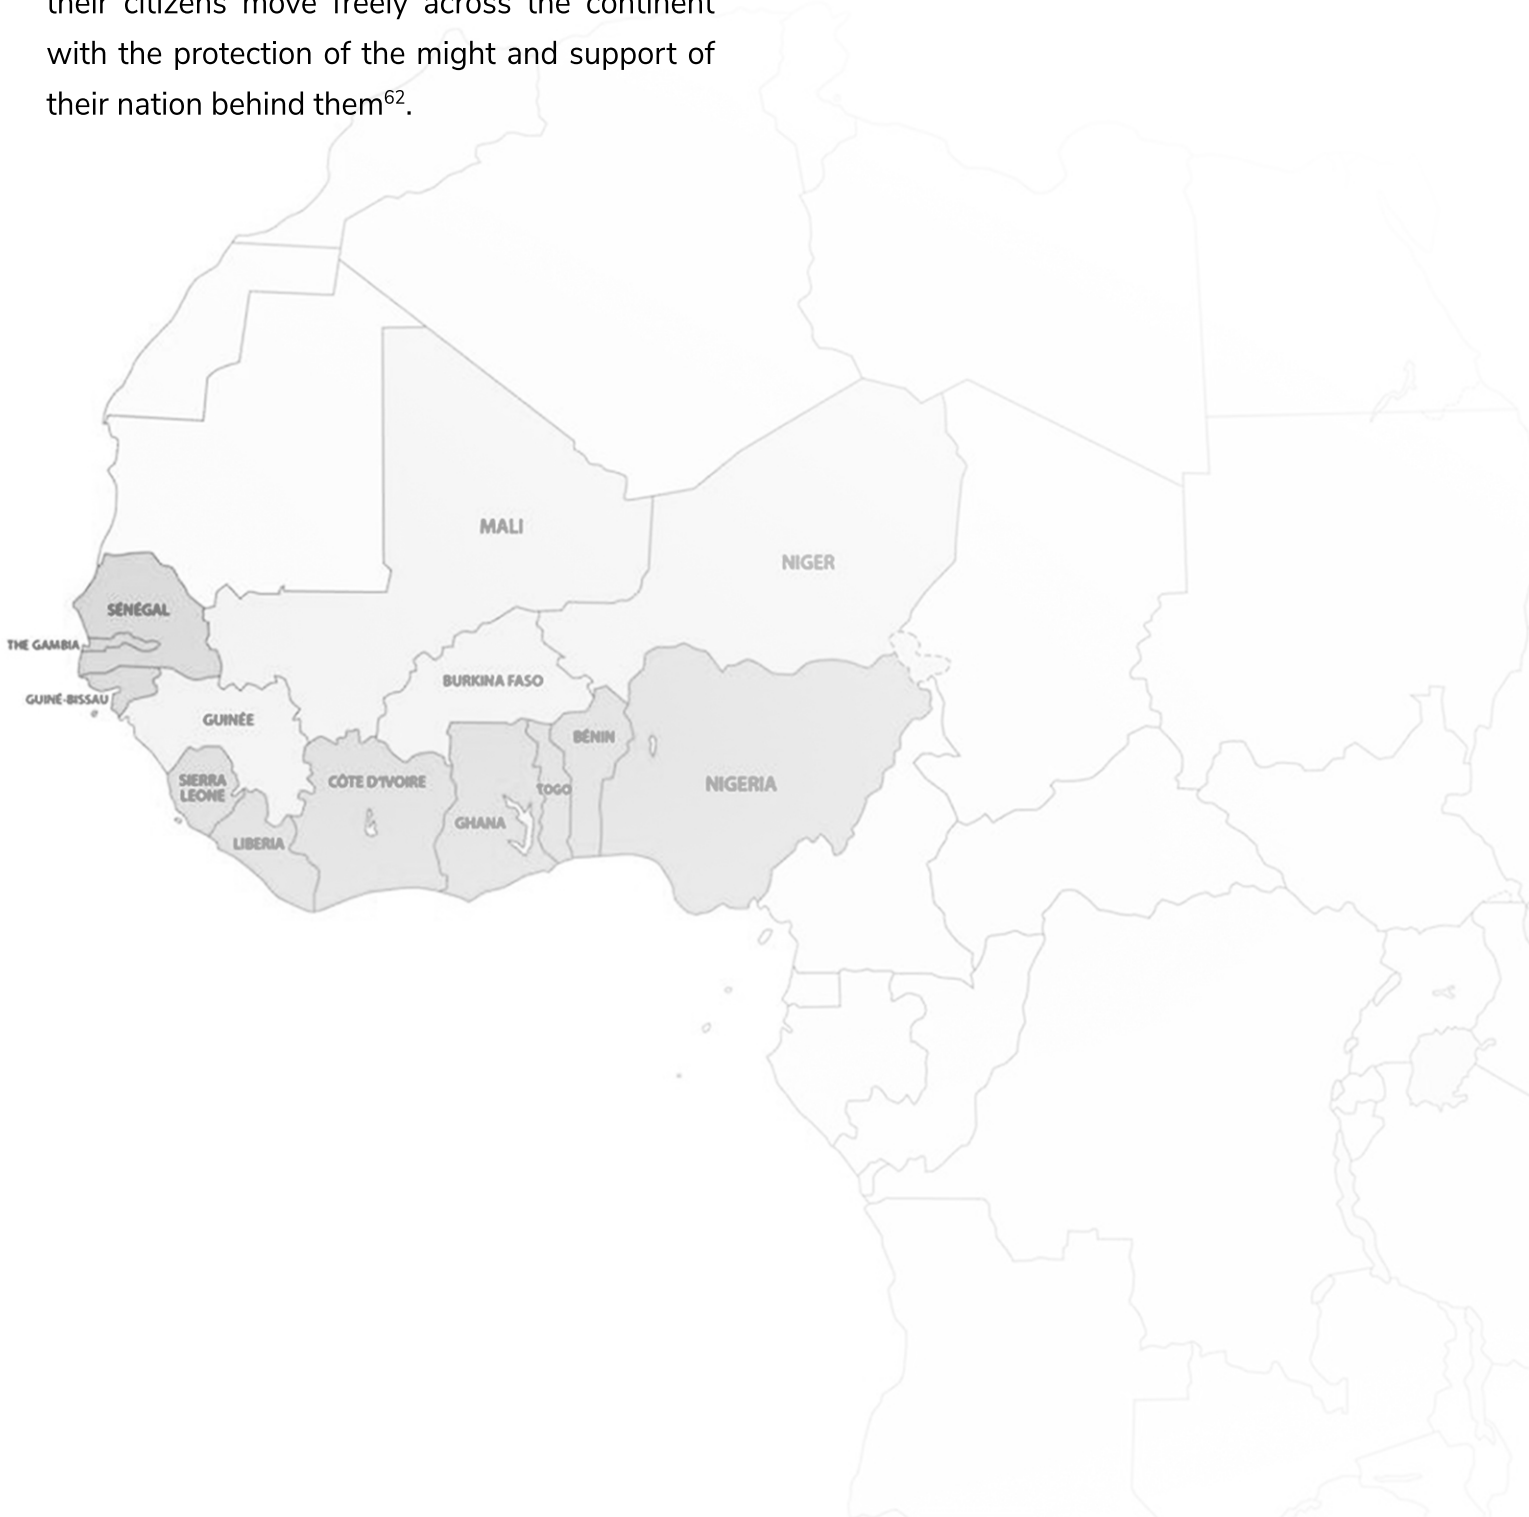 their citizens move freely across the continent
with the protection of the might and support of
their nation behind them⁶².
MALI
NIGER
SÉNÉGAL
THE GAMBIA
BURKINA FASO
GUINÉ-BISSAU
GUINÉE
BÉNIN
SIERRA
LEONE
CÔTE D'IVOIRE
NIGERIA
TOGO
GHANA
LIBERIA